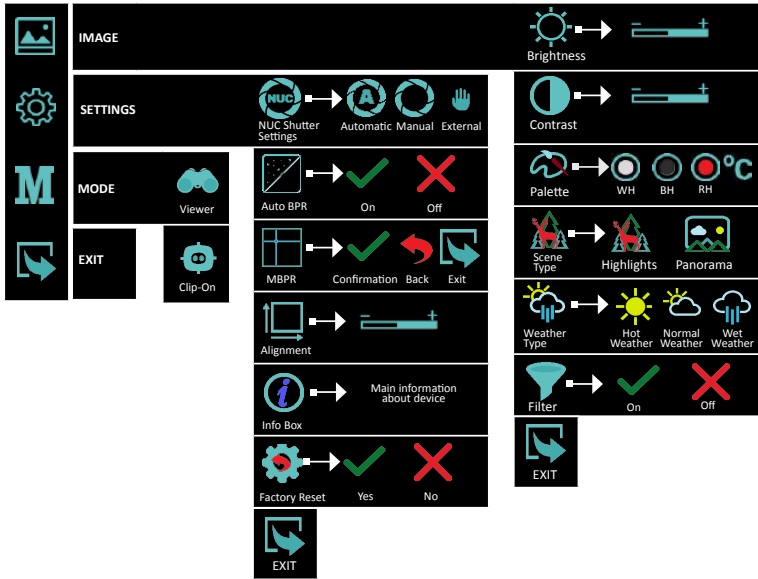 IMAGE
Brightness
SETTINGS
NUC
NUC Shutter
Settings
A
Automatic
Manual
External
Contrast
M
MODE
Viewer
Auto BPR
On
Off
Palette
WH
BH
RH
°C
EXIT
Clip-On
MBPR
Confirmation
Back
Exit
Scene
Type
Highlights
Panorama
Alignment
Weather
Type
Hot
Weather
Normal
Weather
Wet
Weather
i
Info Box
Main information
about device
Filter
On
Off
Factory Reset
Yes
No
EXIT
EXIT